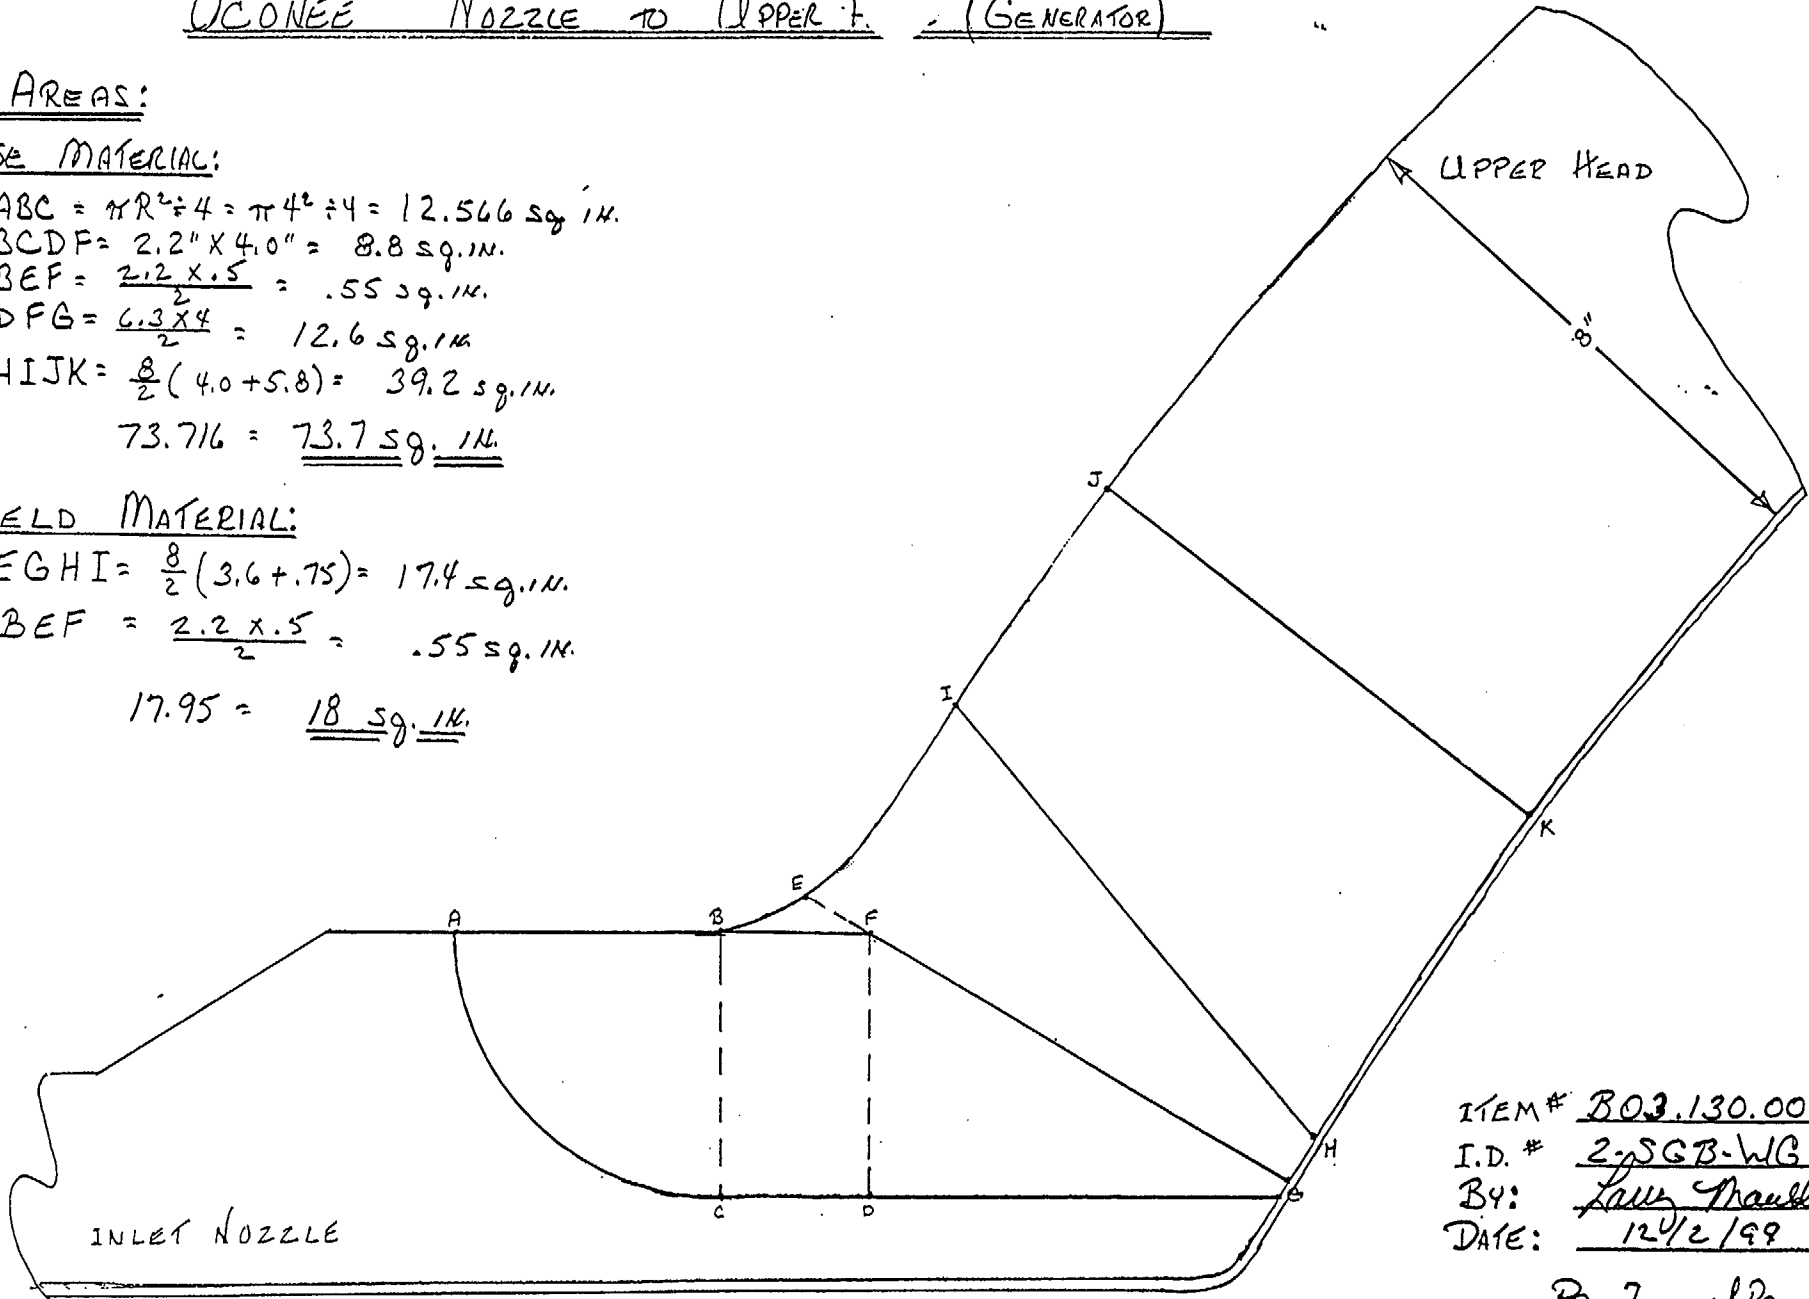 OCONEE NOZZLE TO UPPER (GENERATOR)
AREAS:
SE MATERIAL:
ABC = πR²÷4 = π4²÷4 = 12.566 sq in.
BCDF = 2.2" X 4.0" = 8.8 sq.in.
BEF = 2.2 X .5 / 2 = .55 sq.in.
DFG = 6.3 X 4 / 2 = 12.6 sq.in.
HIJK = 8/2 (4.0 + 5.8) = 39.2 sq.in.
73.716 = 73.7 sq. in.
ELD MATERIAL:
EGHI = 8/2 (3.6 + .75) = 17.4 sq.in.
BEF = 2.2 X .5 / 2 = .55 sq. in.
17.95 = 18 sq. in.
UPPER HEAD
8"
J
I
K
E
A
B
F
H
G
C
D
INLET NOZZLE
ITEM # B03.130.00
I.D. # 2-SGB-WG
BY: Larry
DATE: 12/2/99